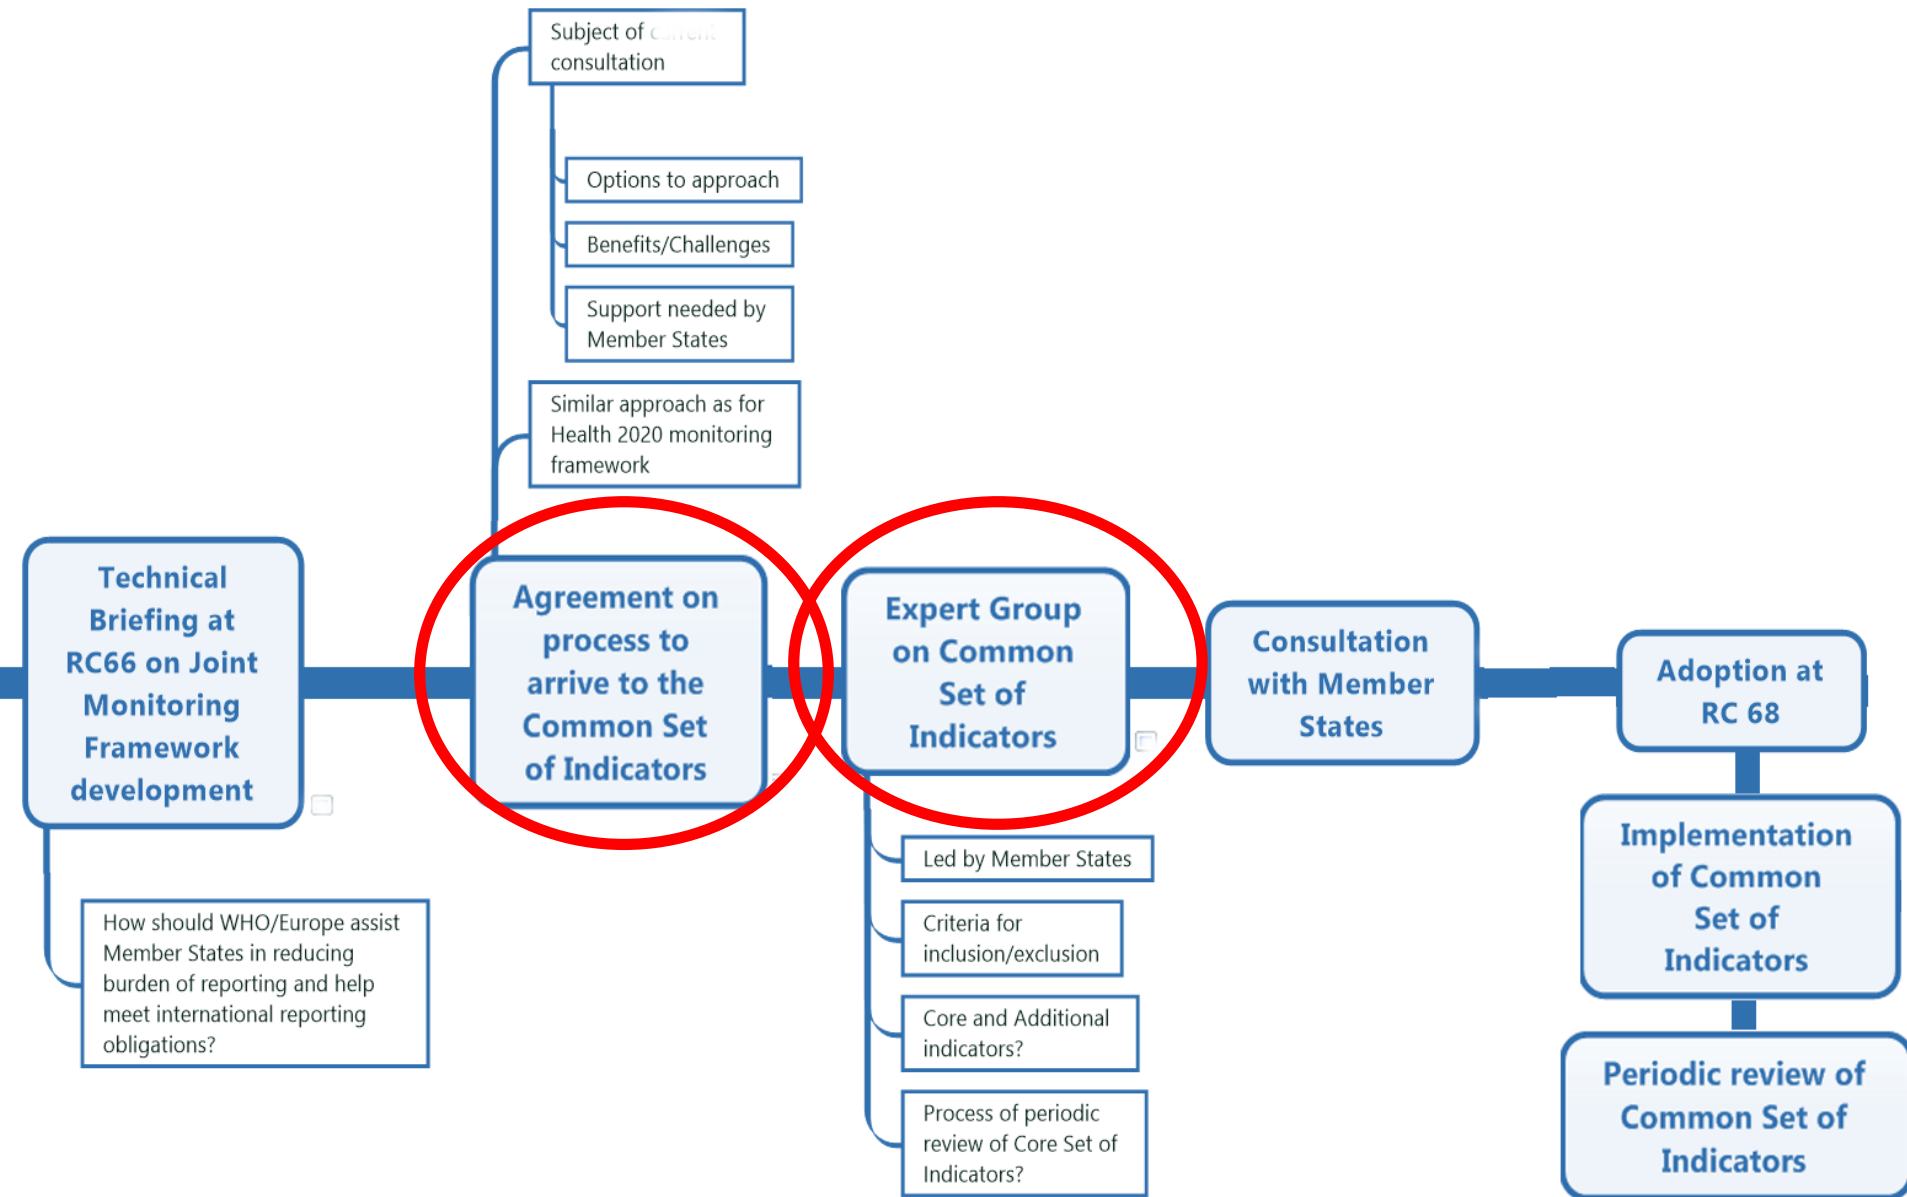 Subject of
consultation
Options to approach
Benefits/Challenges
Support needed by
Member States
Similar approach as for
Health 2020 monitoring
framework
Technical
Briefing at
RC66 on Joint
Monitoring
Framework
development
How should WHO/Europe assist
Member States in reducing
burden of reporting and help
meet international reporting
obligations?
Agreement on
process to
arrive to the
Common Set
of Indicators
Expert Group
on Common
Set of
Indicators
Led by Member States
Criteria for
inclusion/exclusion
Core and Additional
indicators?
Process of periodic
review of Core Set of
Indicators?
Consultation
with Member
States
Adoption at
RC 68
Implementation
of Common
Set of
Indicators
Periodic review of
Common Set of
Indicators